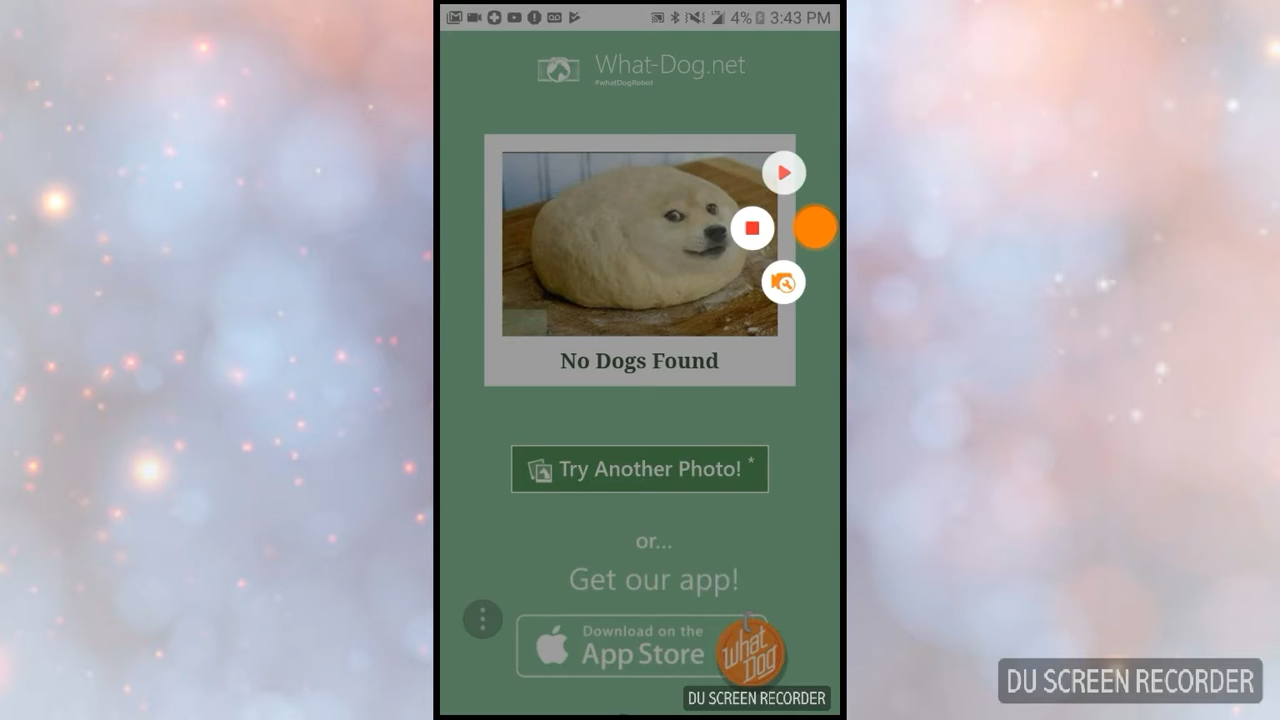 4% 3:43 PM
What-Dog.net
#whatDogRobot
No Dogs Found
Try Another Photo! *
or...
Get our app!
Download on the
App Store
what
Dog
DU SCREEN RECORDER
DU SCREEN RECORDER